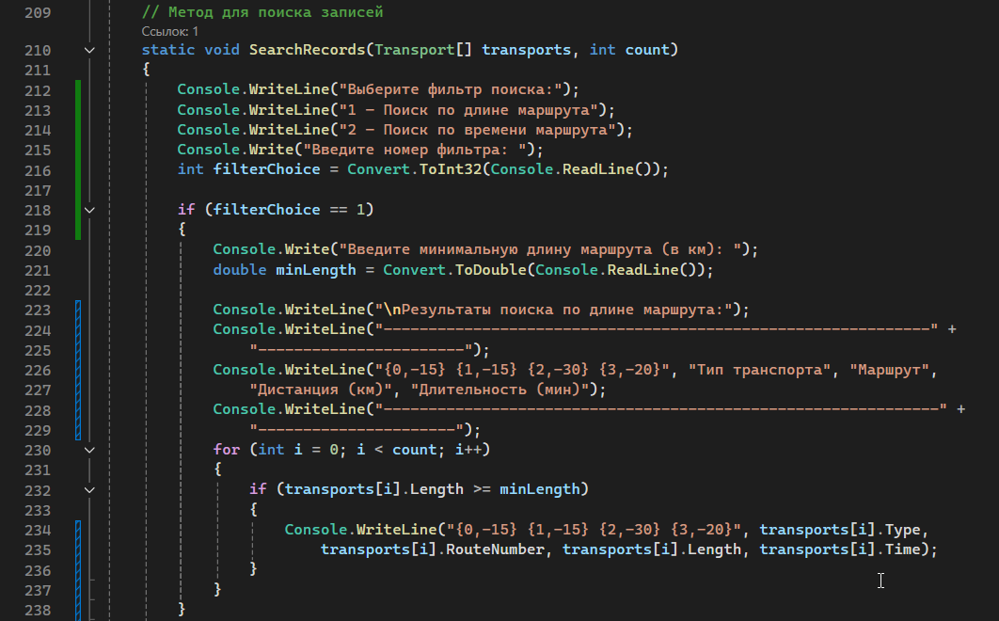 209 // Метод для поиска записей
Ссылок: 1
210 static void SearchRecords(Transport[] transports, int count)
211 {
212 Console.WriteLine("Выберите фильтр поиска:");
213 Console.WriteLine("1 - Поиск по длине маршрута");
214 Console.WriteLine("2 - Поиск по времени маршрута");
215 Console.Write("Введите номер фильтра: ");
216 int filterChoice = Convert.ToInt32(Console.ReadLine());
217
218 if (filterChoice == 1)
219 {
220 Console.Write("Введите минимальную длину маршрута (в км): ");
221 double minLength = Convert.ToDouble(Console.ReadLine());
222
223 Console.WriteLine("\nРезультаты поиска по длине маршрута:");
224 Console.WriteLine("-------------------------------------------------------------" +
225 "-----------------------");
226 Console.WriteLine("{0,-15} {1,-15} {2,-30} {3,-20}", "Тип транспорта", "Маршрут",
227 "Дистанция (км)", "Длительность (мин)");
228 Console.WriteLine("--------------------------------------------------------------" +
229 "----------------------");
230 for (int i = 0; i < count; i++)
231 {
232 if (transports[i].Length >= minLength)
233 {
234 Console.WriteLine("{0,-15} {1,-15} {2,-30} {3,-20}", transports[i].Type,
235 transports[i].RouteNumber, transports[i].Length, transports[i].Time);
236 }
237 }
238 }